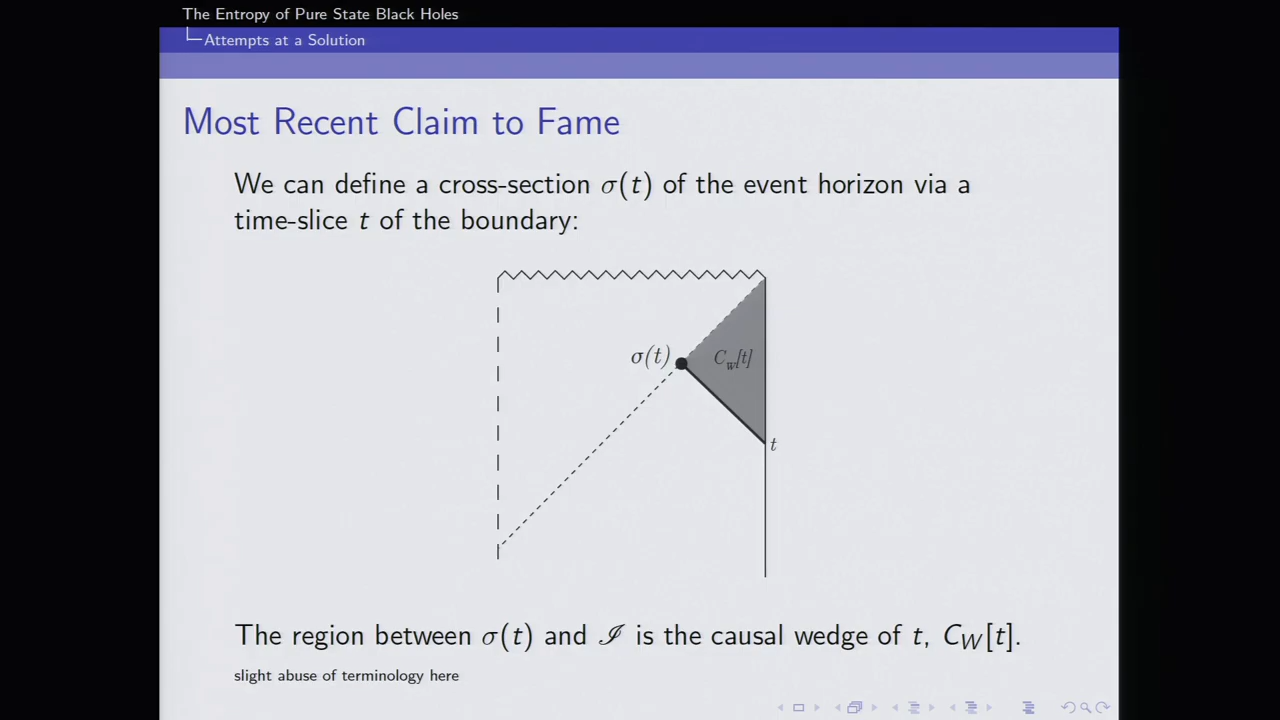 The Entropy of Pure State Black Holes
Attempts at a Solution
Most Recent Claim to Fame
We can define a cross-section σ(t) of the event horizon via a
time-slice t of the boundary:
σ(t)
C_w[t]
t
The region between σ(t) and ℐ is the causal wedge of t, C_W[t].
slight abuse of terminology here